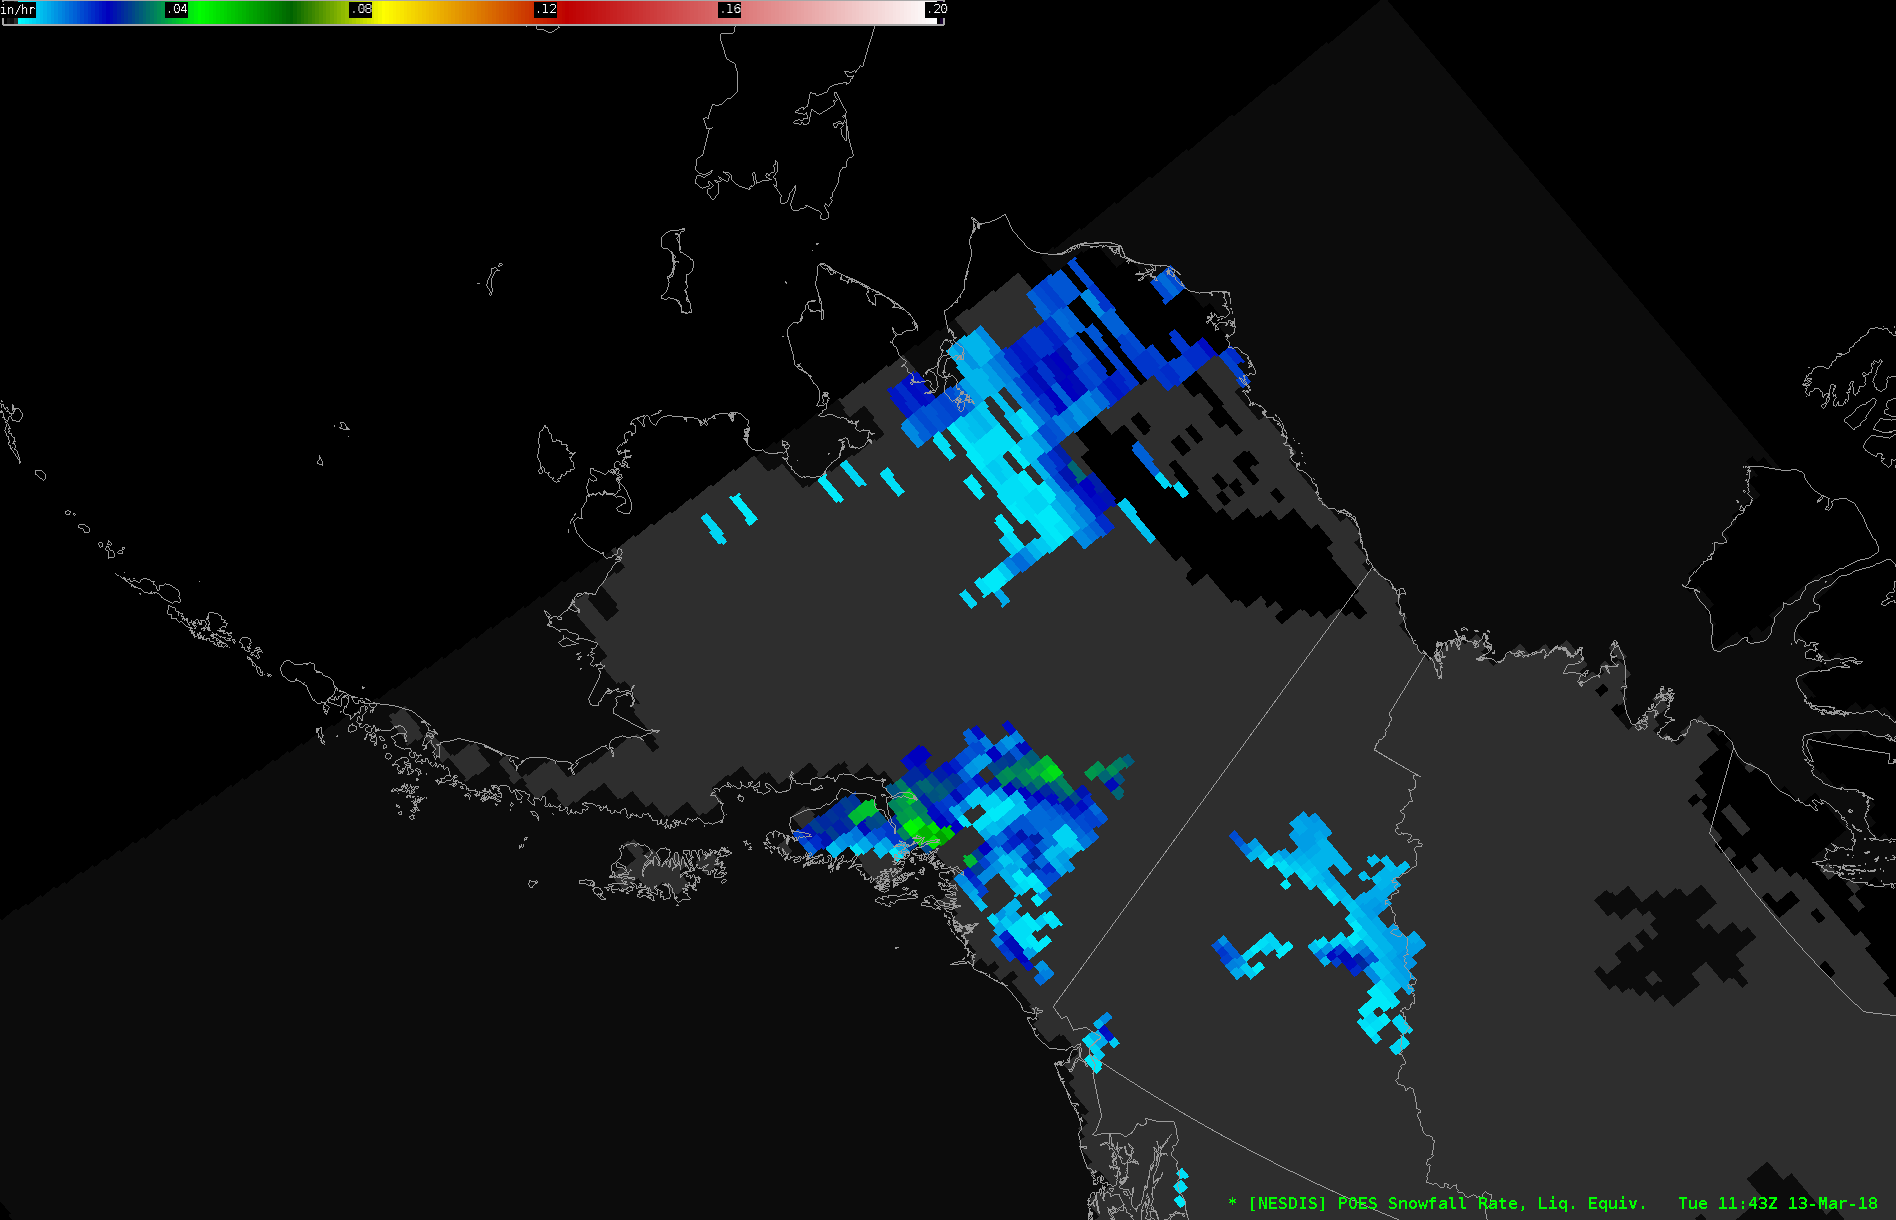 in/hr .04 .08 .12 .16 .20
* [NESDIS] POES Snowfall Rate, Liq. Equiv. Tue 11:43Z 13-Mar-18